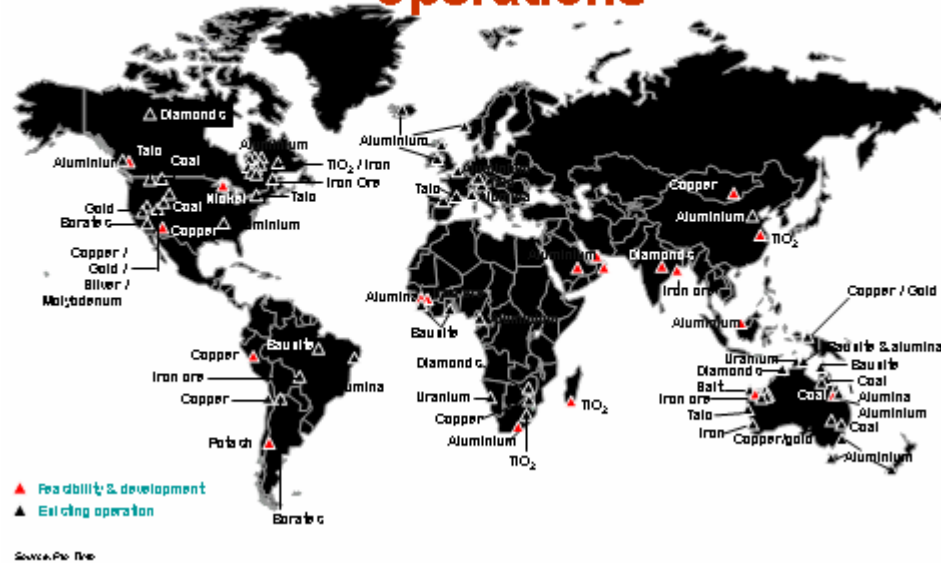 operations
Diamonds
Aluminium
Talc
Coal
Aluminium
TiO2 / Iron
Iron Ore
Talc
Nickel
Gold
Borates
Coal
Copper
Aluminium
Copper /
Gold /
Silver /
Molybdenum
Aluminium
Talc
Copper
Aluminium
TiO2
Aluminium
Diamonds
Iron ore
Alumina
Bauxite
Copper / Gold
Aluminium
Bauxite & alumina
Copper
Bauxite
Iron ore
Copper
Alumina
Potash
Borates
Diamonds
Uranium
Copper
Aluminium
TiO2
TiO2
Uranium
Diamonds
Salt
Iron ore
Talc
Iron
Copper/gold
Bauxite
Coal
Coal
Alumina
Aluminium
Coal
Aluminium
Feasibility & development
Existing operation
Source: Rio Tinto